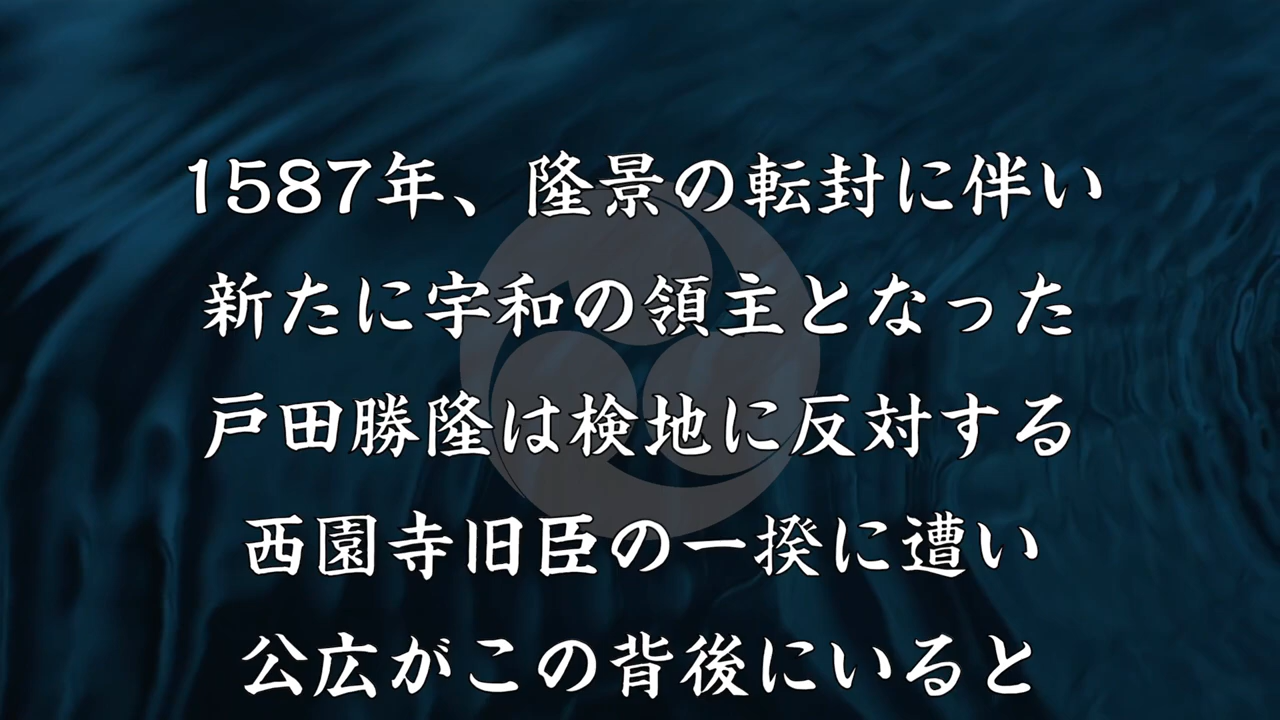 1587年、隆景の転封に伴い
新たに宇和の領主となった
戸田勝隆は検地に反対する
西園寺旧臣の一揆に遭い
公広がこの背後にいると